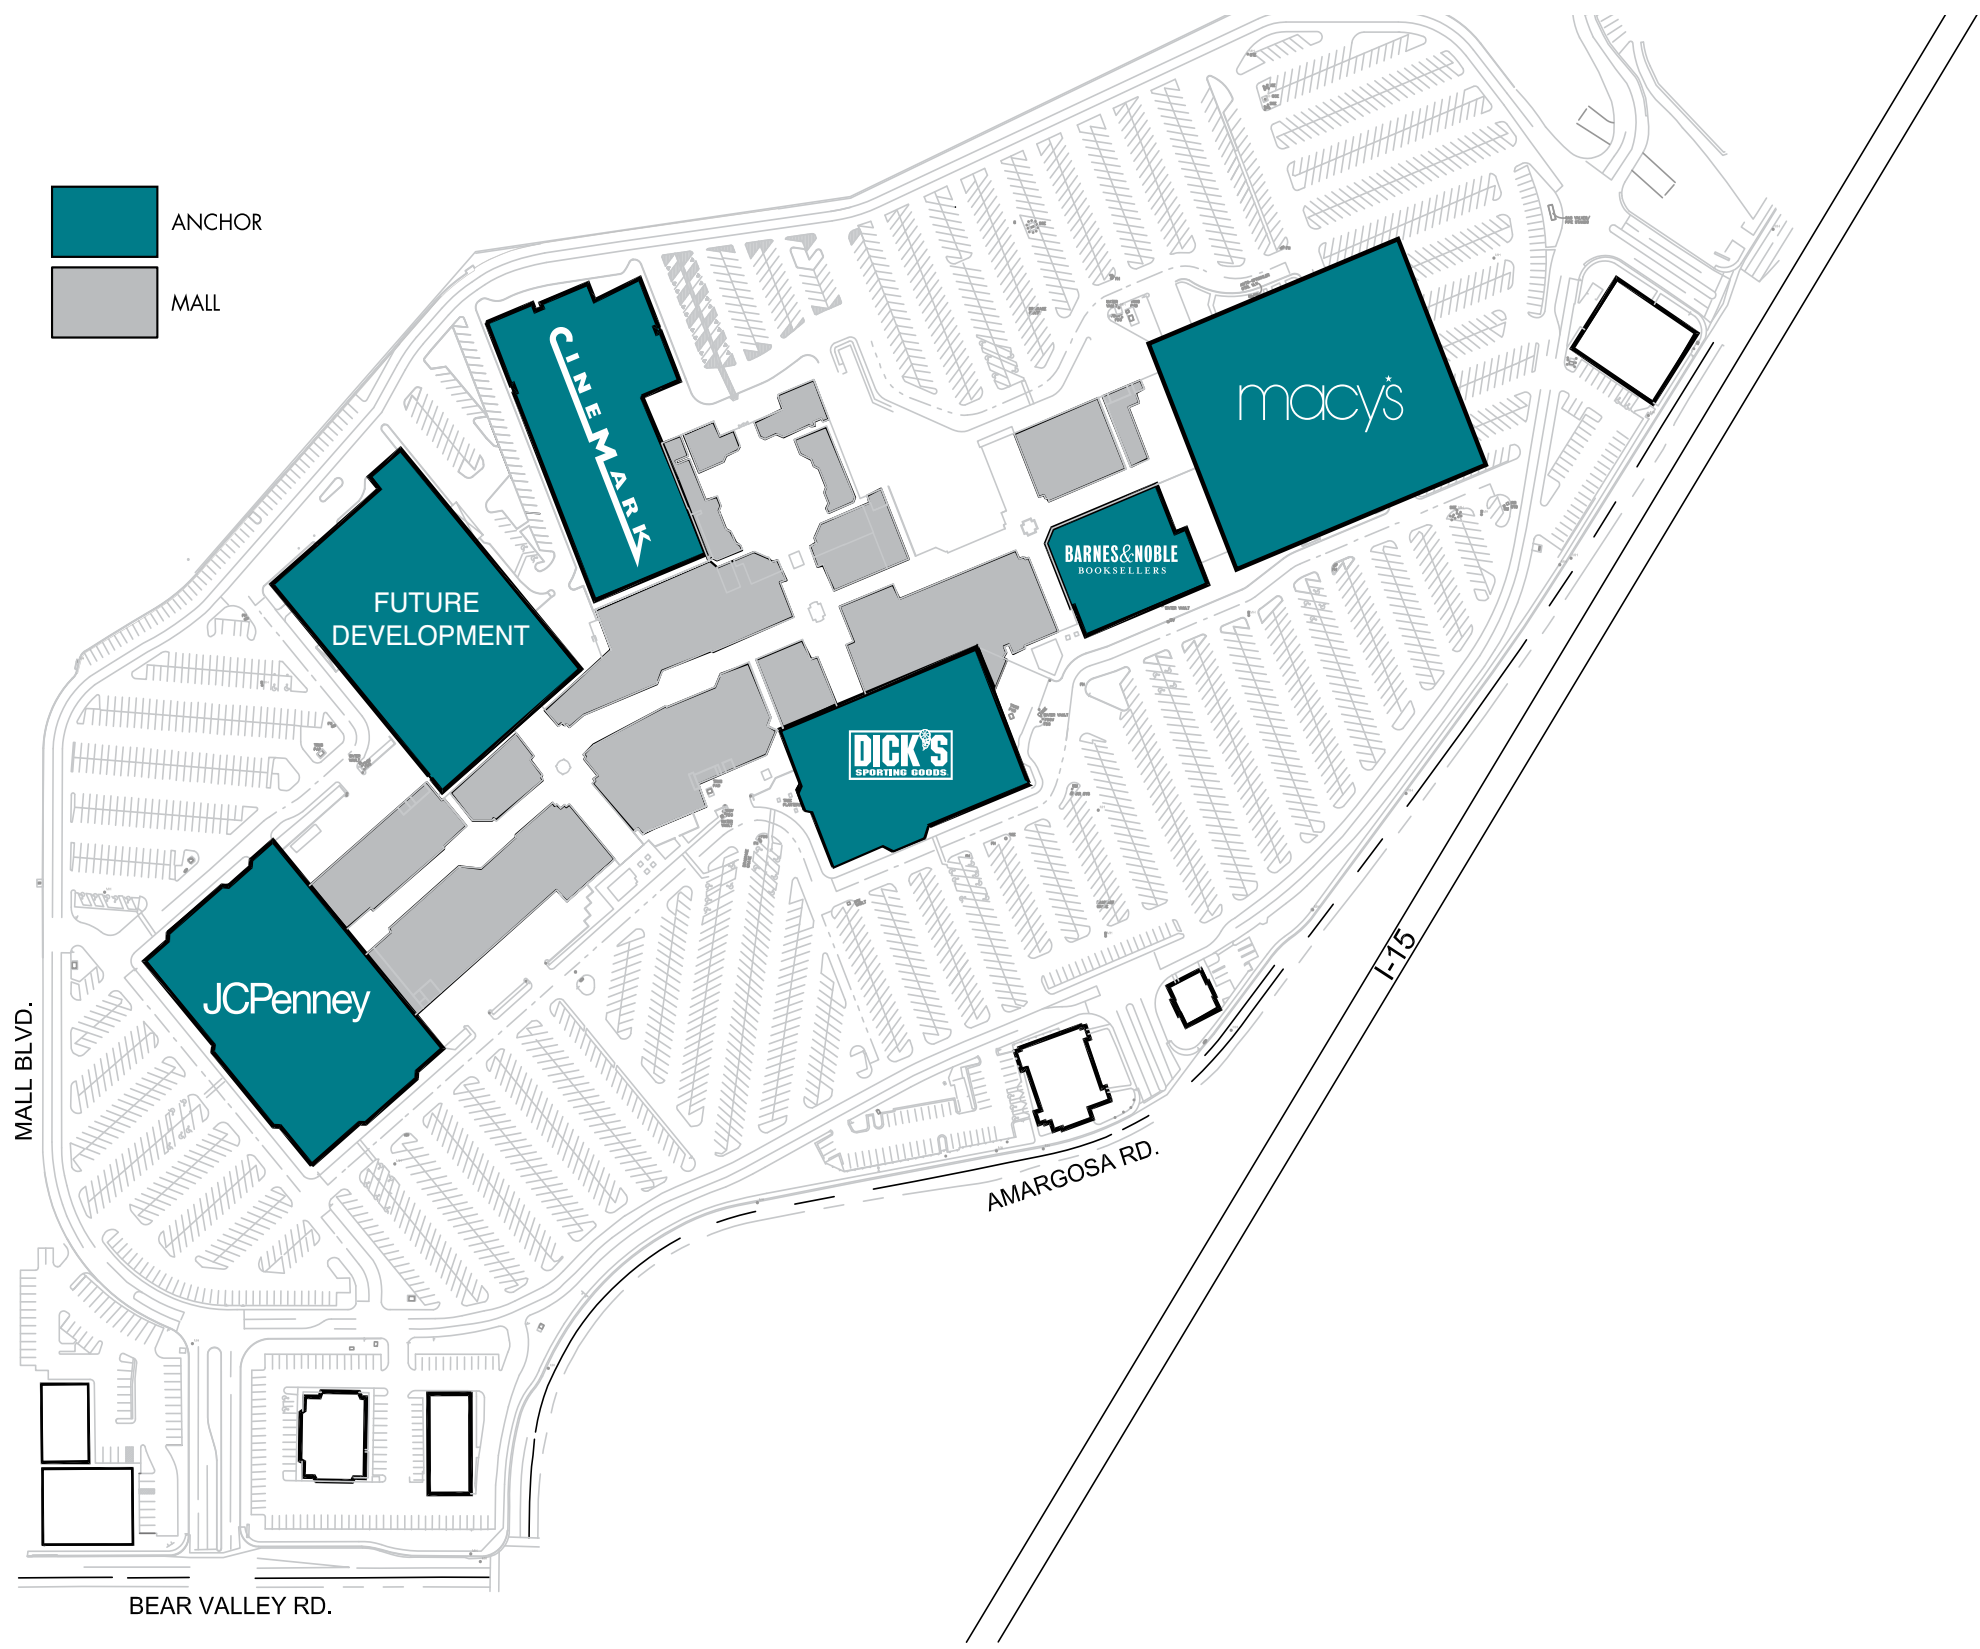 ANCHOR
MALL
CINEMARK
macy's
FUTURE
DEVELOPMENT
BARNES&NOBLE
BOOKSELLERS
DICK'S
SPORTING GOODS
JCPenney
I-15
MALL BLVD.
AMARGOSA RD.
BEAR VALLEY RD.